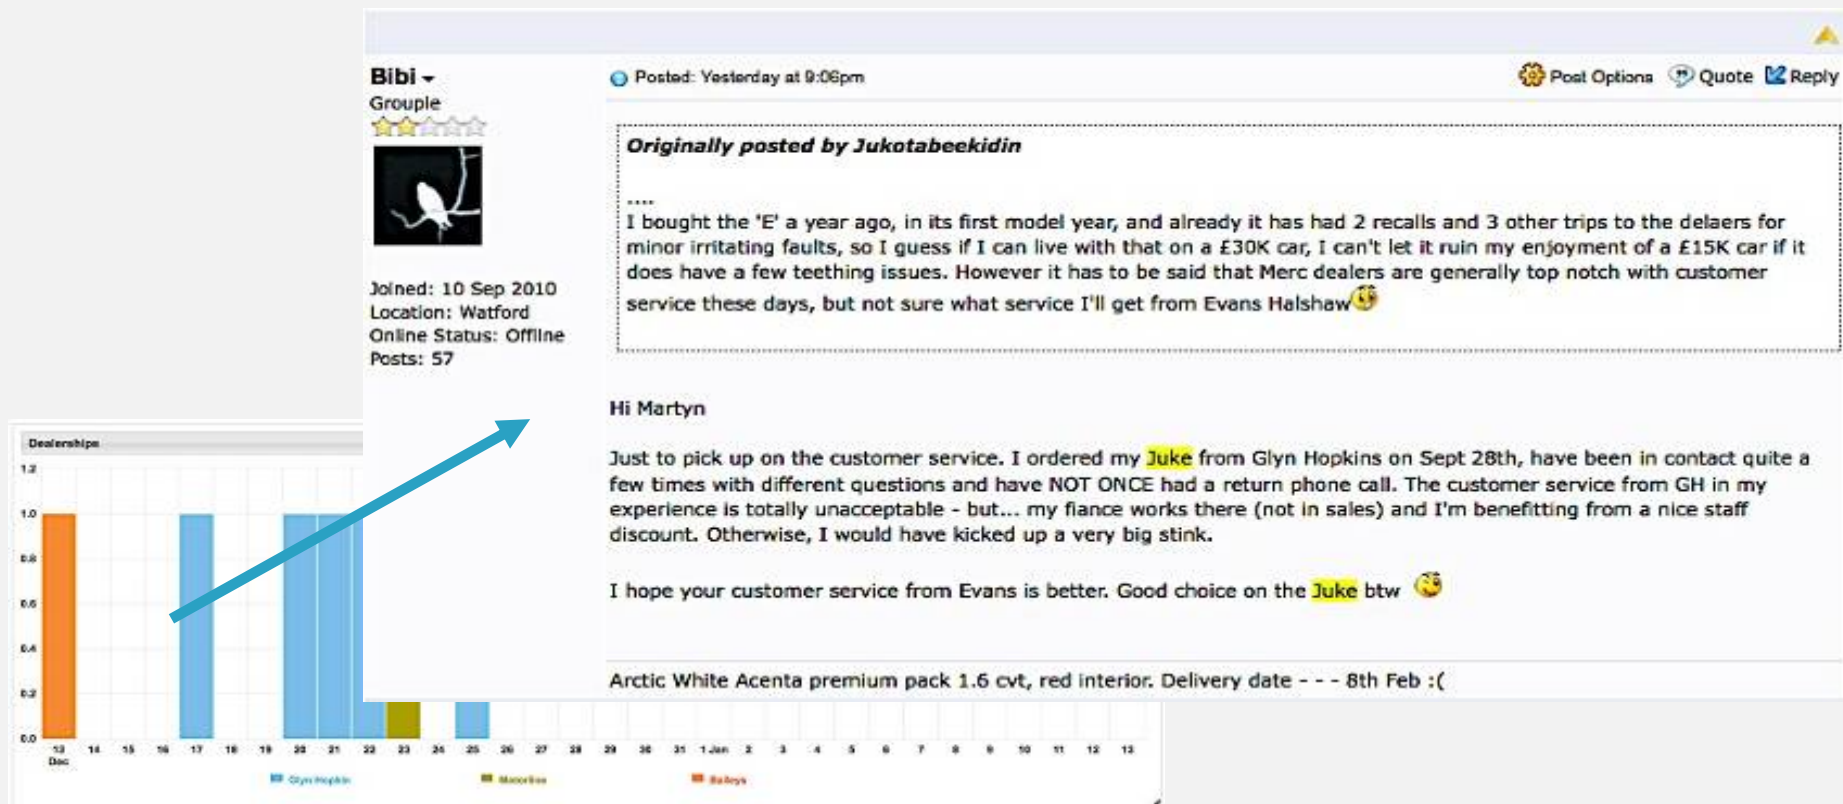 Bibi
Grouple
Joined: 10 Sep 2010
Location: Watford
Online Status: Offline
Posts: 57
Posted: Yesterday at 9:06pm
Post Options Quote Reply
Originally posted by Jukotabeekidin
....
I bought the 'E' a year ago, in its first model year, and already it has had 2 recalls and 3 other trips to the delaers for
minor irritating faults, so I guess if I can live with that on a £30K car, I can't let it ruin my enjoyment of a £15K car if it
does have a few teething issues. However it has to be said that Merc dealers are generally top notch with customer
service these days, but not sure what service I'll get from Evans Halshaw
Hi Martyn
Just to pick up on the customer service. I ordered my Juke from Glyn Hopkins on Sept 28th, have been in contact quite a
few times with different questions and have NOT ONCE had a return phone call. The customer service from GH in my
experience is totally unacceptable - but... my fiance works there (not in sales) and I'm benefitting from a nice staff
discount. Otherwise, I would have kicked up a very big stink.
I hope your customer service from Evans is better. Good choice on the Juke btw
Arctic White Acenta premium pack 1.6 cvt, red interior. Delivery date - - - 8th Feb :(
Dealerships
1.2
1.0
0.8
0.6
0.4
0.2
0.0
13 14 15 16 17 18 19 20 21 22 23 24 25 26 27 28 29 30 31 1 Jan 2 3 4 5 6 7 8 9 10 11 12 13
Dec
Glyn Hopkin Motorline Baileys